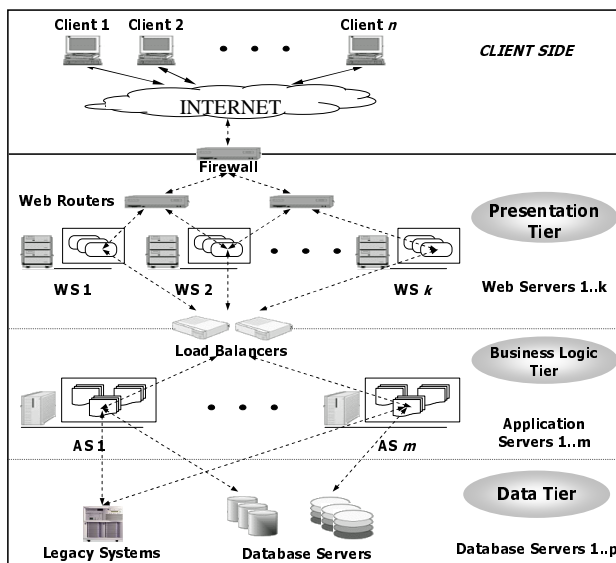 Client 1 Client 2 Client n
CLIENT SIDE
INTERNET
Firewall
Web Routers
Presentation
Tier
WS 1 WS 2 WS k
Web Servers 1..k
Load Balancers
Business Logic
Tier
AS 1 AS m
Application
Servers 1..m
Data Tier
Legacy Systems Database Servers
Database Servers 1..p